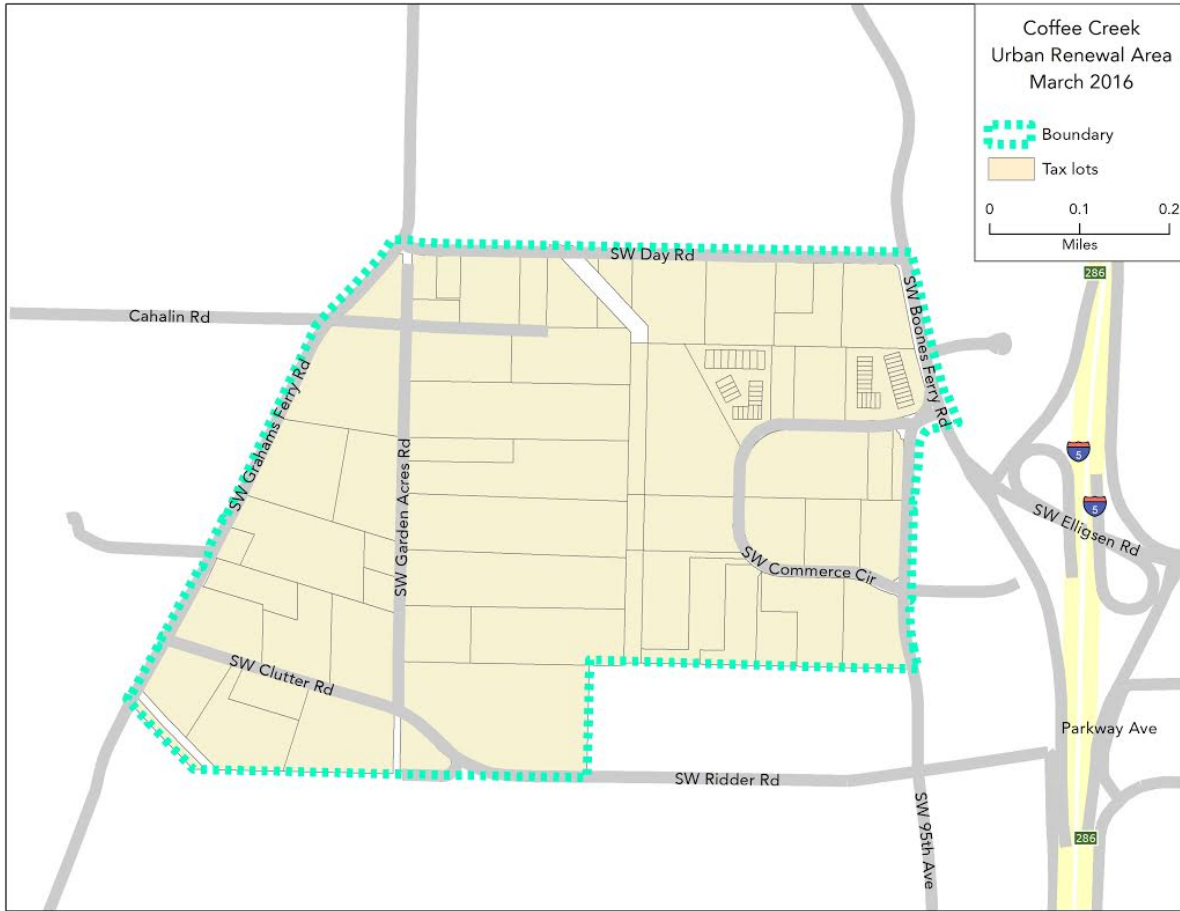 Coffee Creek
Urban Renewal Area
March 2016
Boundary
Tax lots
0 0.1 0.2
Miles
SW Day Rd
286
SW Boones Ferry Rd
Cahalin Rd
SW Grahams Ferry Rd
SW Garden Acres Rd
5
5
SW Elligsen Rd
SW Commerce Cir
SW Clutter Rd
Parkway Ave
SW Ridder Rd
SW 95th Ave
286